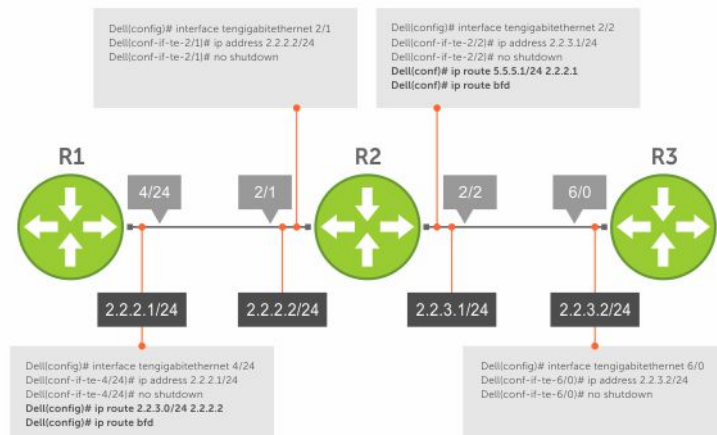 Dell(config)# interface tengigabitethernet 2/1
Dell(conf-if-te-2/1)# ip address 2.2.2.2/24
Dell(conf-if-te-2/1)# no shutdown
Dell(config)# interface tengigabitethernet 2/2
Dell(conf-if-te-2/2)# ip address 2.2.3.1/24
Dell(conf-if-te-2/2)# no shutdown
Dell(conf)# ip route 5.5.5.1/24 2.2.2.1
Dell(conf)# ip route bfd
R1
R2
R3
4/24
2/1
2/2
6/0
2.2.2.1/24
2.2.2.2/24
2.2.3.1/24
2.2.3.2/24
Dell(config)# interface tengigabitethernet 4/24
Dell(conf-if-te-4/24)# ip address 2.2.2.1/24
Dell(conf-if-te-4/24)# no shutdown
Dell(config)# ip route 2.2.3.0/24 2.2.2.2
Dell(config)# ip route bfd
Dell(config)# interface tengigabitethernet 6/0
Dell(conf-if-te-6/0)# ip address 2.2.3.2/24
Dell(conf-if-te-6/0)# no shutdown